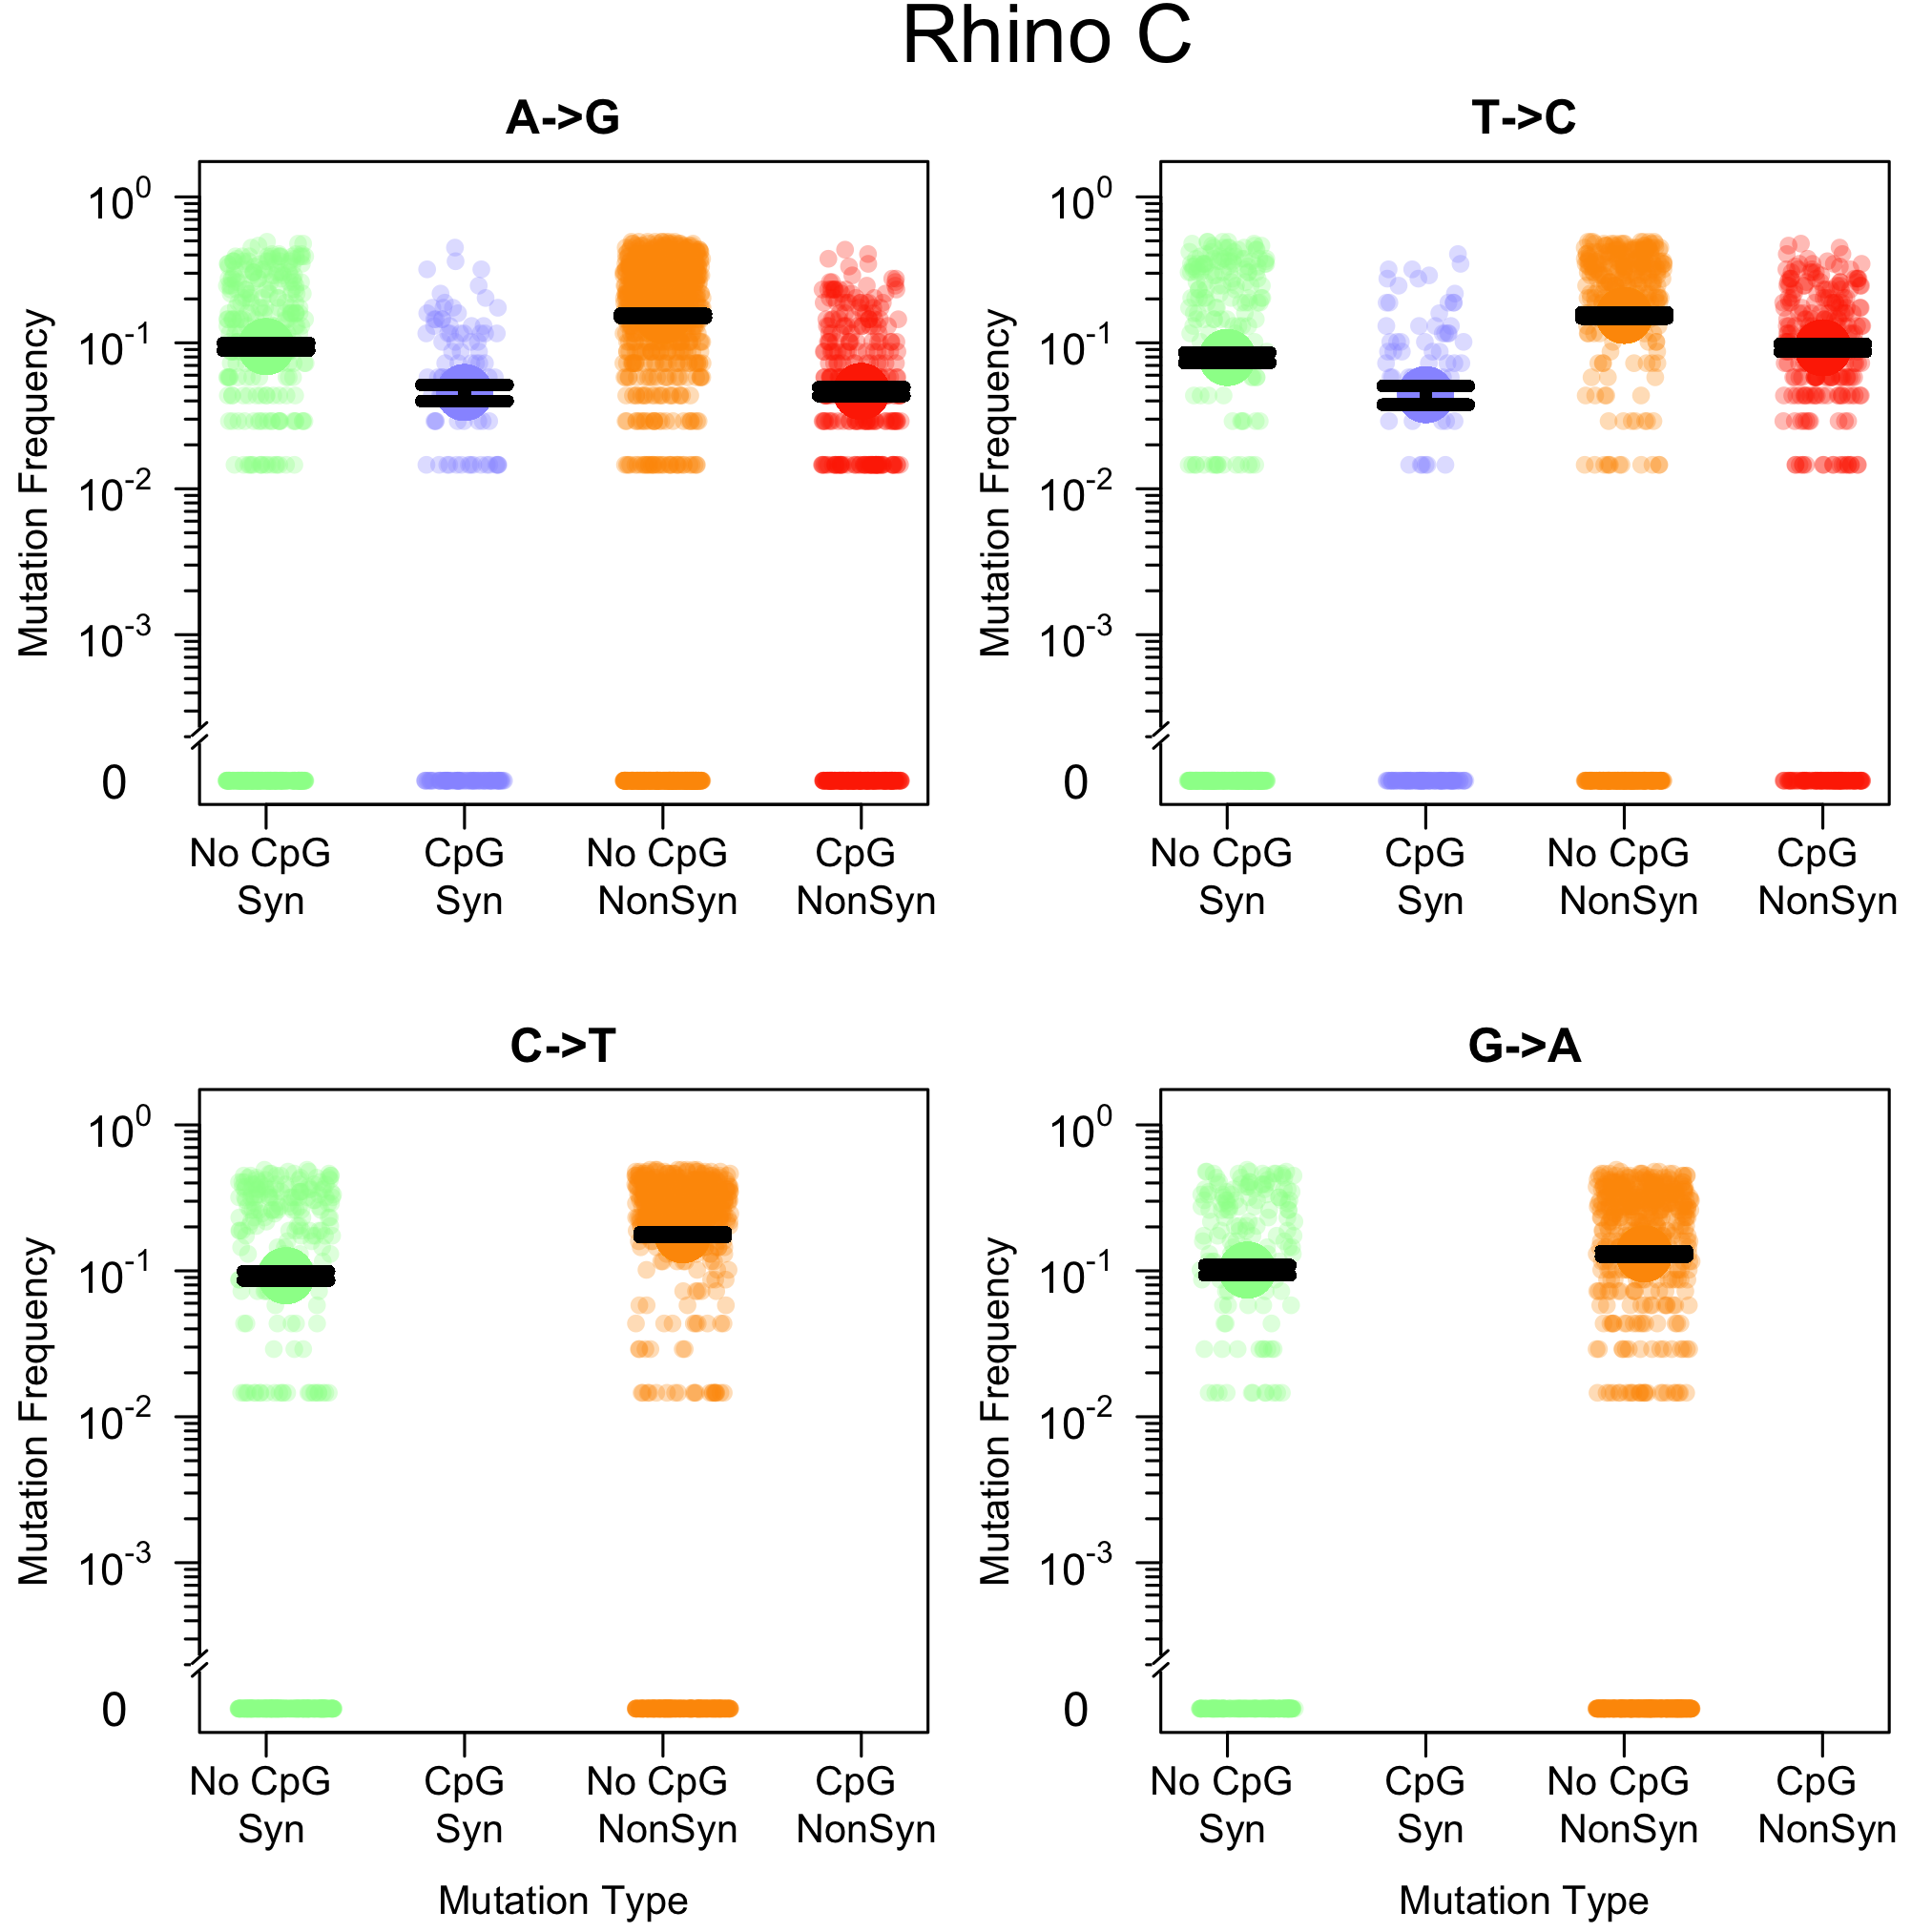 Rhino C
A->G
T->C
Mutation Frequency
10^0
10^-1
10^-2
10^-3
0
No CpG CpG No CpG CpG
Syn Syn NonSyn NonSyn
Mutation Frequency
10^0
10^-1
10^-2
10^-3
0
No CpG CpG No CpG CpG
Syn Syn NonSyn NonSyn
C->T
G->A
Mutation Frequency
10^0
10^-1
10^-2
10^-3
0
No CpG CpG No CpG CpG
Syn Syn NonSyn NonSyn
Mutation Type
Mutation Frequency
10^0
10^-1
10^-2
10^-3
0
No CpG CpG No CpG CpG
Syn Syn NonSyn NonSyn
Mutation Type